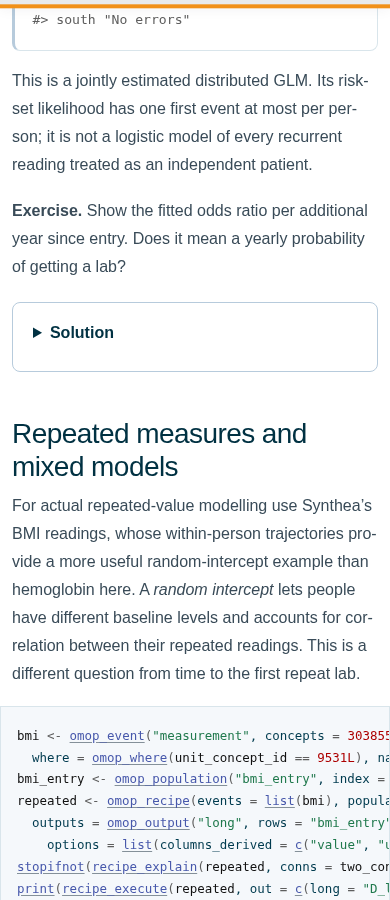 #> south "No errors"
This is a jointly estimated distributed GLM. Its risk-
set likelihood has one first event at most per per-
son; it is not a logistic model of every recurrent
reading treated as an independent patient.
Exercise. Show the fitted odds ratio per additional
year since entry. Does it mean a yearly probability
of getting a lab?
Solution
Repeated measures and
mixed models
For actual repeated-value modelling use Synthea’s
BMI readings, whose within-person trajectories pro-
vide a more useful random-intercept example than
hemoglobin here. A random intercept lets people
have different baseline levels and accounts for cor-
relation between their repeated readings. This is a
different question from time to the first repeat lab.
bmi <- omop_event("measurement", concepts = 303855
where = omop_where(unit_concept_id == 9531L), na
bmi_entry <- omop_population("bmi_entry", index =
repeated <- omop_recipe(events = list(bmi), popula
outputs = omop_output("long", rows = "bmi_entry"
options = list(columns_derived = c("value", "u
stopifnot(recipe_explain(repeated, conns = two_con
print(recipe_execute(repeated, out = c(long = "D_l